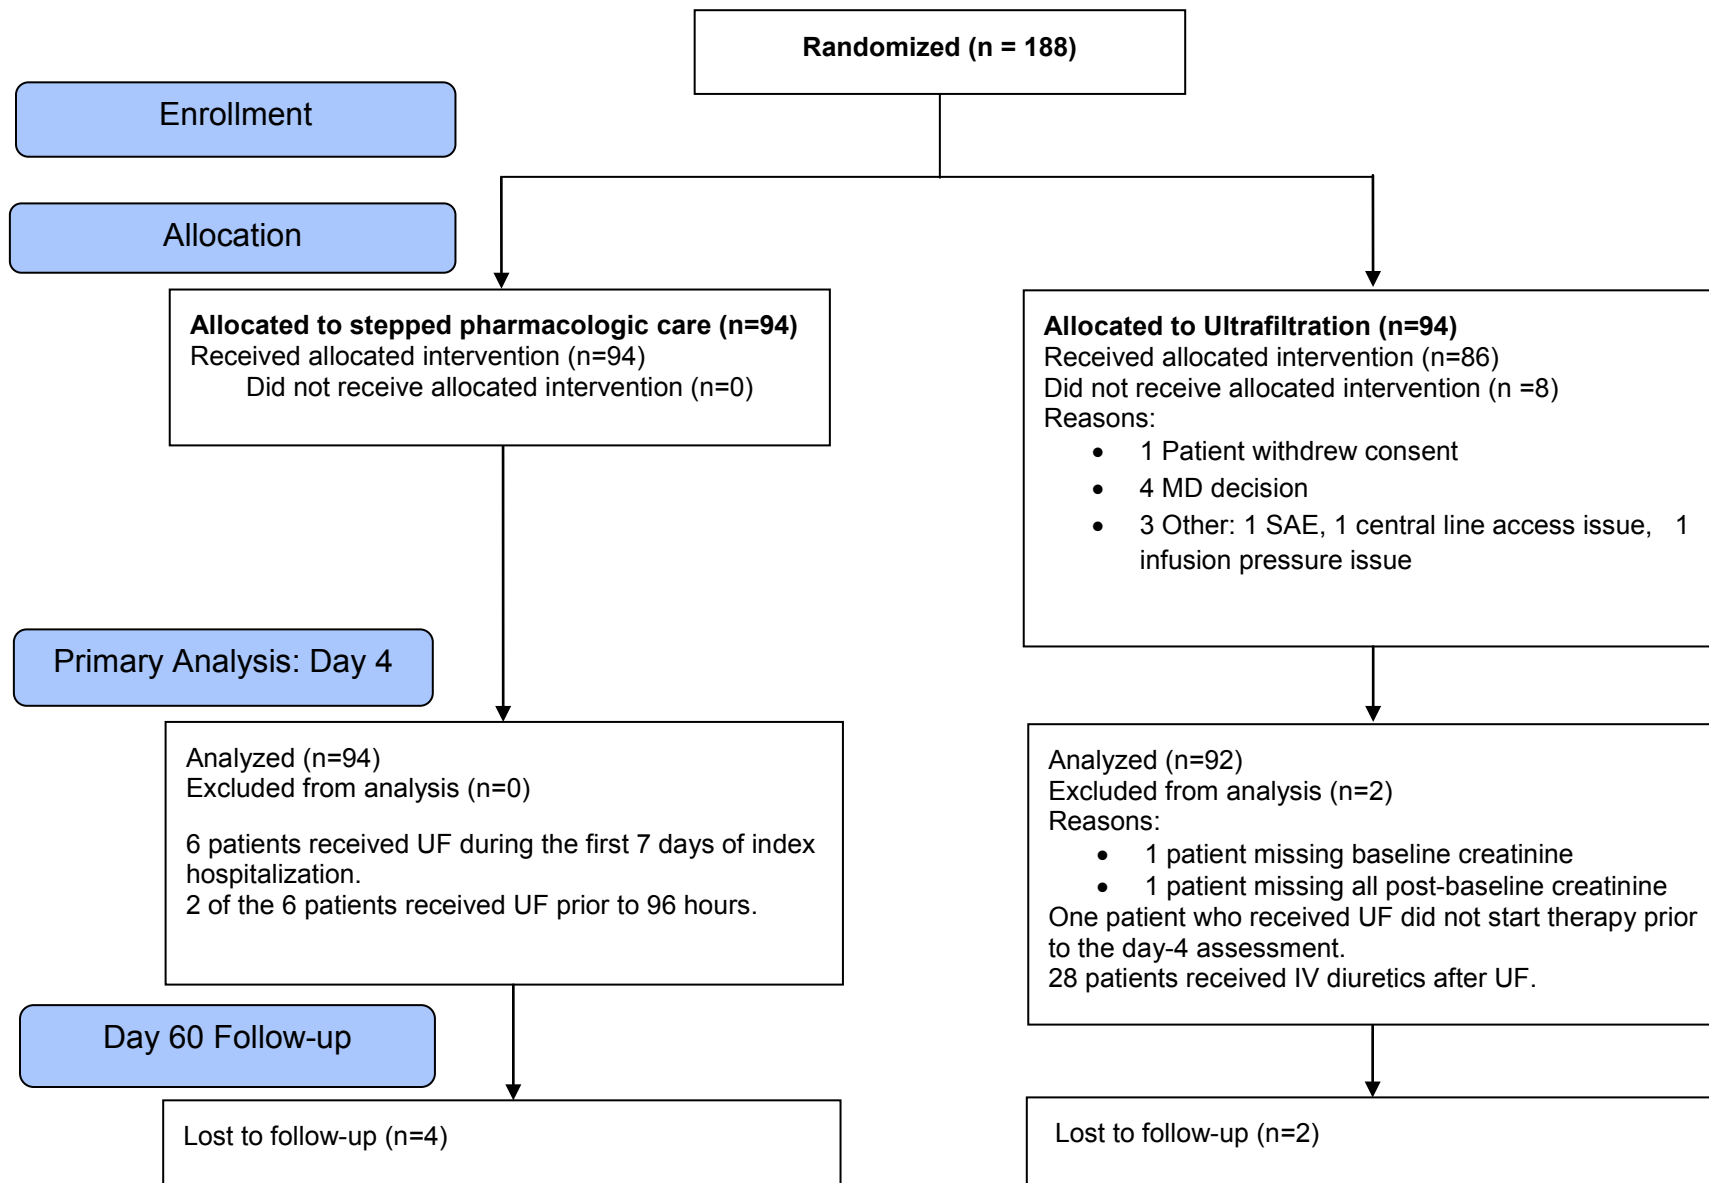 Randomized (n = 188)
Enrollment
Allocation
Allocated to stepped pharmacologic care (n=94)
Received allocated intervention (n=94)
Did not receive allocated intervention (n=0)
Allocated to Ultrafiltration (n=94)
Received allocated intervention (n=86)
Did not receive allocated intervention (n =8)
Reasons:
• 1 Patient withdrew consent
• 4 MD decision
• 3 Other: 1 SAE, 1 central line access issue, 1
infusion pressure issue
Primary Analysis: Day 4
Analyzed (n=94)
Excluded from analysis (n=0)
6 patients received UF during the first 7 days of index
hospitalization.
2 of the 6 patients received UF prior to 96 hours.
Analyzed (n=92)
Excluded from analysis (n=2)
Reasons:
• 1 patient missing baseline creatinine
• 1 patient missing all post-baseline creatinine
One patient who received UF did not start therapy prior
to the day-4 assessment.
28 patients received IV diuretics after UF.
Day 60 Follow-up
Lost to follow-up (n=4)
Lost to follow-up (n=2)